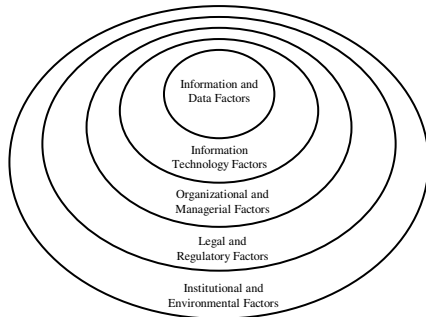 Information and
Data Factors
Information
Technology Factors
Organizational and
Managerial Factors
Legal and
Regulatory Factors
Institutional and
Environmental Factors